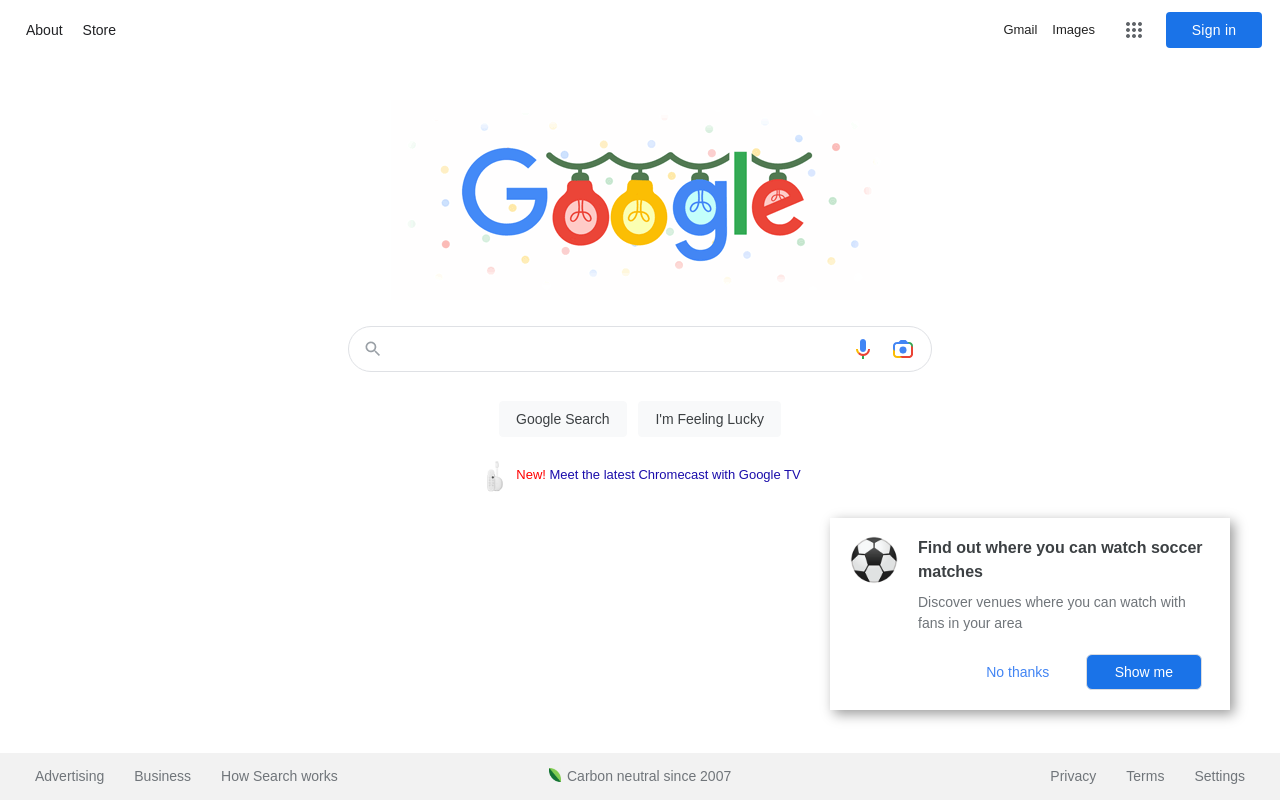 About Store Gmail Images Sign in
Google
Google Search I'm Feeling Lucky
New! Meet the latest Chromecast with Google TV
Find out where you can watch soccer
matches
Discover venues where you can watch with
fans in your area
No thanks Show me
Advertising Business How Search works Carbon neutral since 2007 Privacy Terms Settings